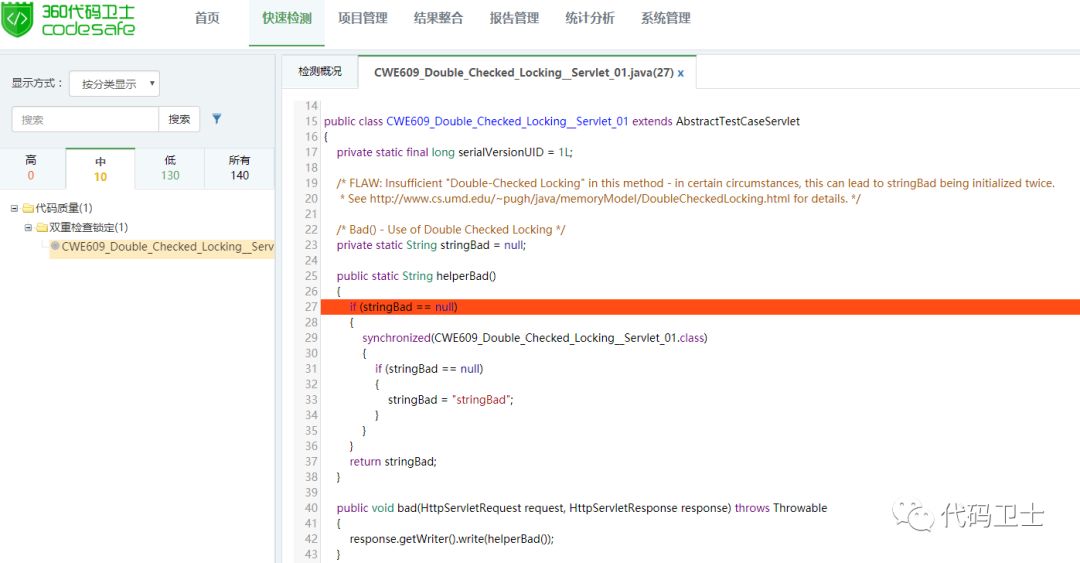 360代码卫士
codesafe
首页
快速检测
项目管理
结果整合
报告管理
统计分析
系统管理
显示方式：
按分类显示
搜索
搜索
高
0
中
10
低
130
所有
140
代码质量(1)
双重检查锁定(1)
CWE609_Double_Checked_Locking__Serv
检测概况
CWE609_Double_Checked_Locking__Servlet_01.java(27) x
14
15 public class CWE609_Double_Checked_Locking__Servlet_01 extends AbstractTestCaseServlet
16 {
17 private static final long serialVersionUID = 1L;
18
19 /* FLAW: Insufficient "Double-Checked Locking" in this method - in certain circumstances, this can lead to stringBad being initialized twice.
20 * See http://www.cs.umd.edu/~pugh/java/memoryModel/DoubleCheckedLocking.html for details. */
21
22 /* Bad() - Use of Double Checked Locking */
23 private static String stringBad = null;
24
25 public static String helperBad()
26 {
27 if (stringBad == null)
28 {
29 synchronized(CWE609_Double_Checked_Locking__Servlet_01.class)
30 {
31 if (stringBad == null)
32 {
33 stringBad = "stringBad";
34 }
35 }
36 }
37 return stringBad;
38 }
39
40 public void bad(HttpServletRequest request, HttpServletResponse response) throws Throwable
41 {
42 response.getWriter().write(helperBad());
43 }
代码卫士